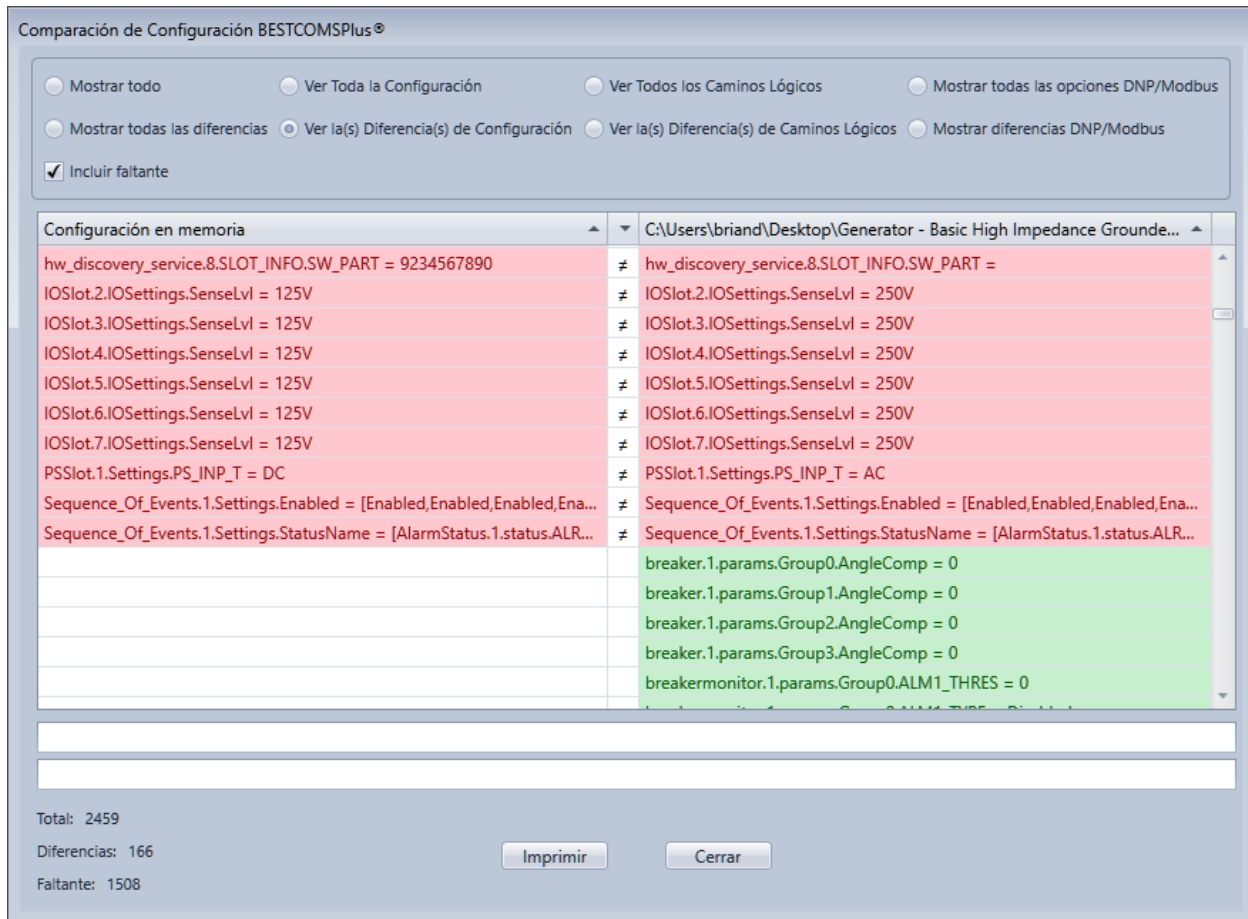 Comparación de Configuración BESTCOMSPlus®
Mostrar todo Ver Toda la Configuración Ver Todos los Caminos Lógicos Mostrar todas las opciones DNP/Modbus
Mostrar todas las diferencias Ver la(s) Diferencia(s) de Configuración Ver la(s) Diferencia(s) de Caminos Lógicos Mostrar diferencias DNP/Modbus
Incluir faltante
Configuración en memoria C:\Users\briand\Desktop\Generator - Basic High Impedance Grounde...
hw_discovery_service.8.SLOT_INFO.SW_PART = 9234567890 ≠ hw_discovery_service.8.SLOT_INFO.SW_PART =
IOSlot.2.IOSettings.SenseLvl = 125V ≠ IOSlot.2.IOSettings.SenseLvl = 250V
IOSlot.3.IOSettings.SenseLvl = 125V ≠ IOSlot.3.IOSettings.SenseLvl = 250V
IOSlot.4.IOSettings.SenseLvl = 125V ≠ IOSlot.4.IOSettings.SenseLvl = 250V
IOSlot.5.IOSettings.SenseLvl = 125V ≠ IOSlot.5.IOSettings.SenseLvl = 250V
IOSlot.6.IOSettings.SenseLvl = 125V ≠ IOSlot.6.IOSettings.SenseLvl = 250V
IOSlot.7.IOSettings.SenseLvl = 125V ≠ IOSlot.7.IOSettings.SenseLvl = 250V
PSSlot.1.Settings.PS_INP_T = DC ≠ PSSlot.1.Settings.PS_INP_T = AC
Sequence_Of_Events.1.Settings.Enabled = [Enabled,Enabled,Enabled,Ena... ≠ Sequence_Of_Events.1.Settings.Enabled = [Enabled,Enabled,Enabled,Ena...
Sequence_Of_Events.1.Settings.StatusName = [AlarmStatus.1.status.ALR... ≠ Sequence_Of_Events.1.Settings.StatusName = [AlarmStatus.1.status.ALR...
breaker.1.params.Group0.AngleComp = 0
breaker.1.params.Group1.AngleComp = 0
breaker.1.params.Group2.AngleComp = 0
breaker.1.params.Group3.AngleComp = 0
breakermonitor.1.params.Group0.ALM1_THRES = 0
Total: 2459
Diferencias: 166
Imprimir Cerrar
Faltante: 1508